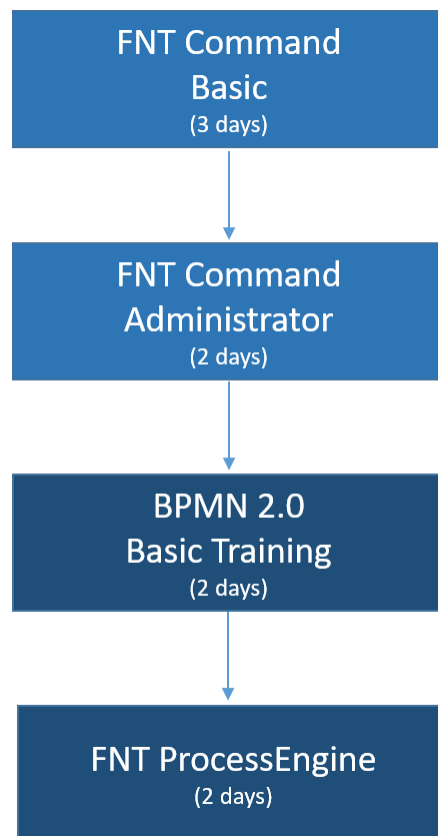 FNT Command
Basic
(3 days)
FNT Command
Administrator
(2 days)
BPMN 2.0
Basic Training
(2 days)
FNT ProcessEngine
(2 days)